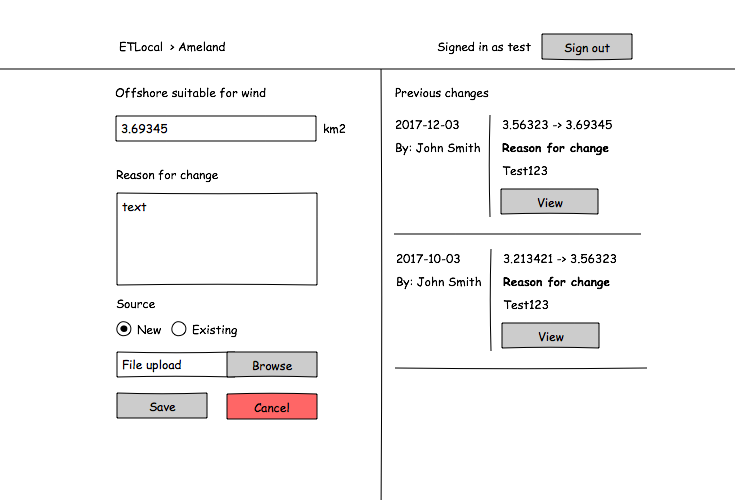 ETLocal > Ameland
Signed in as test
Sign out
Offshore suitable for wind
3.69345 km2
Reason for change
text
Source
New Existing
File upload Browse
Save Cancel
Previous changes
2017-12-03
By: John Smith
3.56323 -> 3.69345
Reason for change
Test123
View
2017-10-03
By: John Smith
3.213421 -> 3.56323
Reason for change
Test123
View